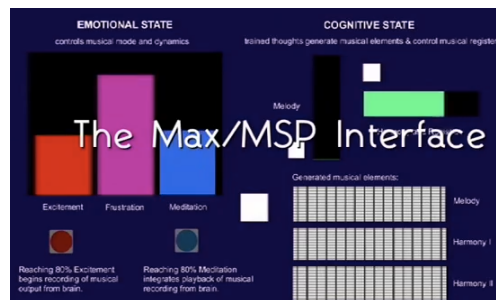 EMOTIONAL STATE
controls musical mode and dynamics
Excitement
Frustration
Meditation
Reaching 80% Excitement
begins recording of musical
output from brain.
Reaching 80% Meditation
integrates playback of musical
recording from brain.
COGNITIVE STATE
trained thoughts generate musical elements & control musical register
Melody
The Max/MSP Interface
Generated musical elements:
Melody
Harmony I
Harmony II